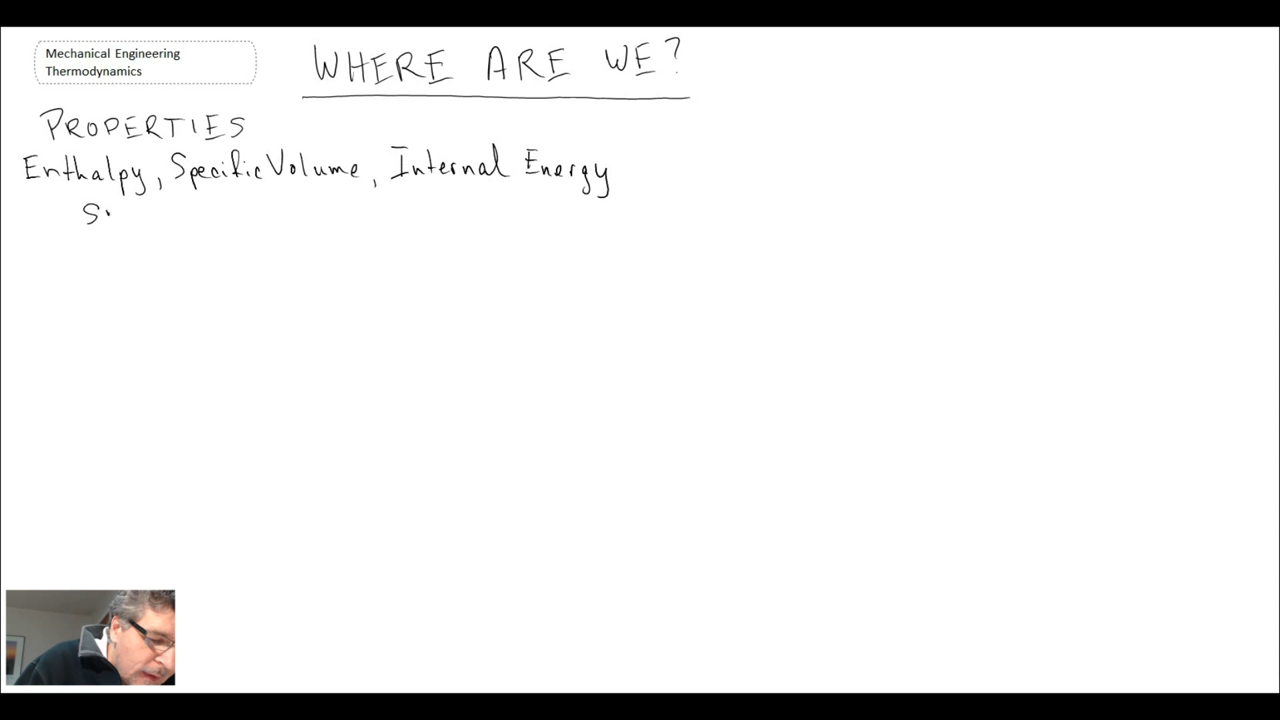 Mechanical Engineering
Thermodynamics
WHERE ARE WE?
PROPERTIES
Enthalpy, Specific Volume, Internal Energy